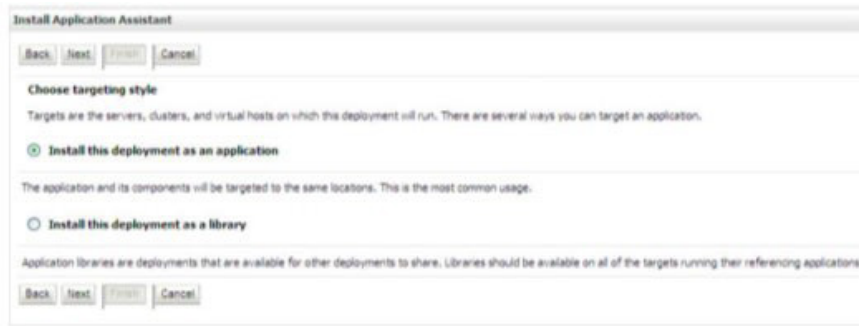 Install Application Assistant
Back Next Finish Cancel
Choose targeting style
Targets are the servers, clusters, and virtual hosts on which this deployment will run. There are several ways you can target an application.
Install this deployment as an application
The application and its components will be targeted to the same locations. This is the most common usage.
Install this deployment as a library
Application libraries are deployments that are available for other deployments to share. Libraries should be available on all of the targets running their referencing applications
Back Next Finish Cancel